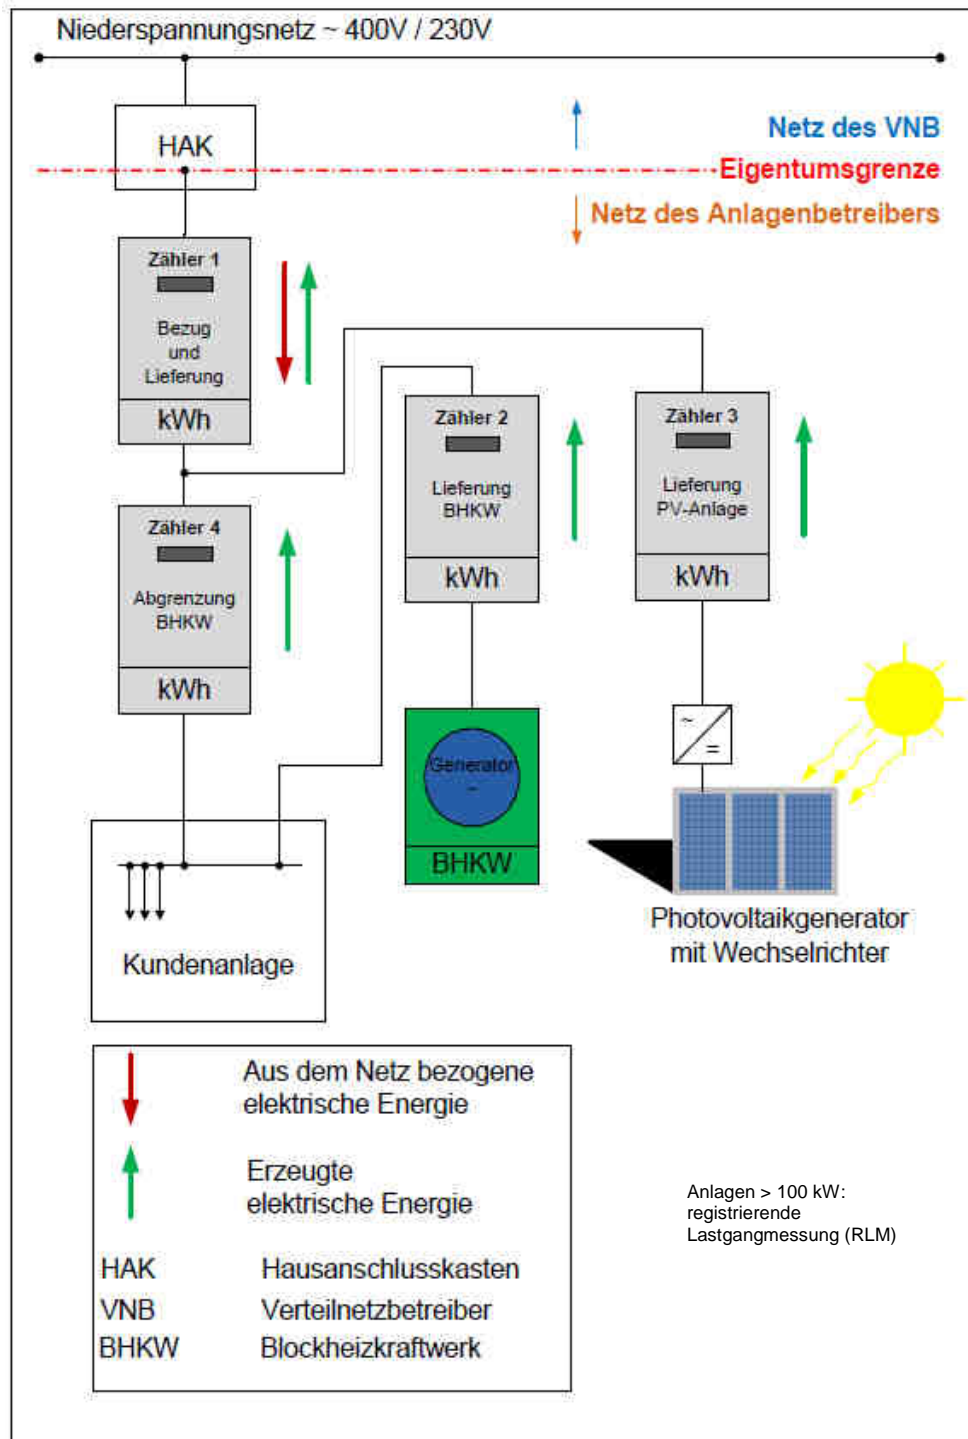 Niederspannungsnetz ~ 400V / 230V
HAK
Netz des VNB
Eigentumsgrenze
Netz des Anlagenbetreibers
Zähler 1
Bezug
und
Lieferung
kWh
Zähler 2
Lieferung
BHKW
kWh
Zähler 3
Lieferung
PV-Anlage
kWh
Zähler 4
Abgrenzung
BHKW
kWh
~
=
Generator
~
BHKW
Photovoltaikgenerator
mit Wechselrichter
Kundenanlage
Aus dem Netz bezogene
elektrische Energie
Erzeugte
elektrische Energie
HAK Hausanschlusskasten
VNB Verteilnetzbetreiber
BHKW Blockheizkraftwerk
Anlagen > 100 kW:
registrierende
Lastgangmessung (RLM)